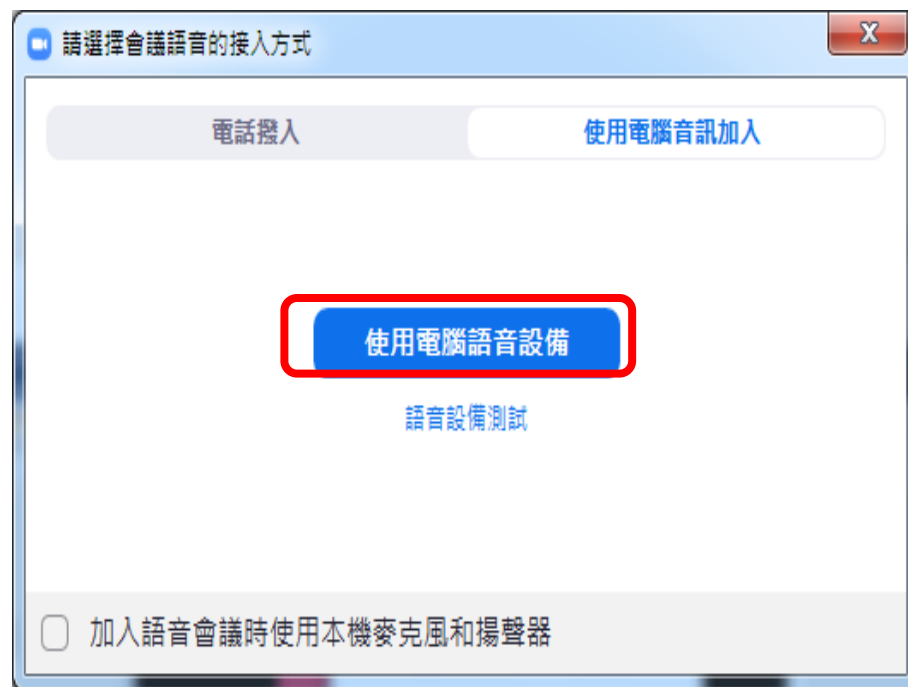 請選擇會議語音的接入方式
X
電話撥入
使用電腦音訊加入
使用電腦語音設備
語音設備測試
加入語音會議時使用本機麥克風和揚聲器